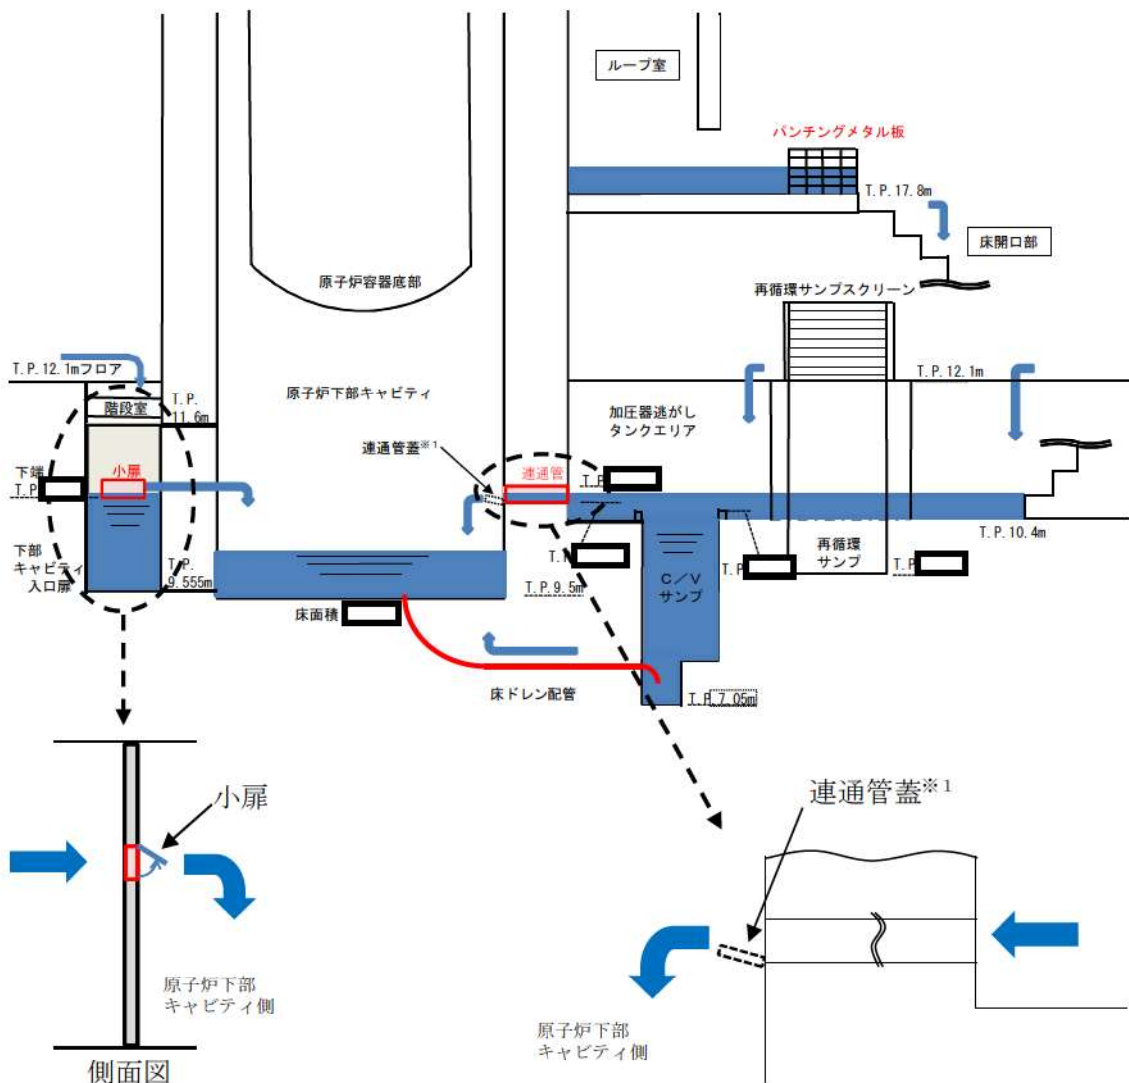 ループ室
パンチングメタル板
T.P.17.8m
床開口部
原子炉容器底部
再循環サンプスクリーン
T.P.12.1mフロア
T.P.12.1m
階段室
T.P.
11.6m
原子炉下部キャビティ
加圧器逃がし
タンクエリア
連通管蓋※1
連通管
下端
T.P
小扉
T.P
T.P.10.4m
下部
キャビティ
入口扉
T.P.
9.555m
T.P
T.P
再循環
サンプ
T.P
C/V
サンプ
T.P.9.5m
床面積
床ドレン配管
T.P.7.05m
小扉
連通管蓋※1
原子炉下部
キャビティ側
原子炉下部
キャビティ側
側面図